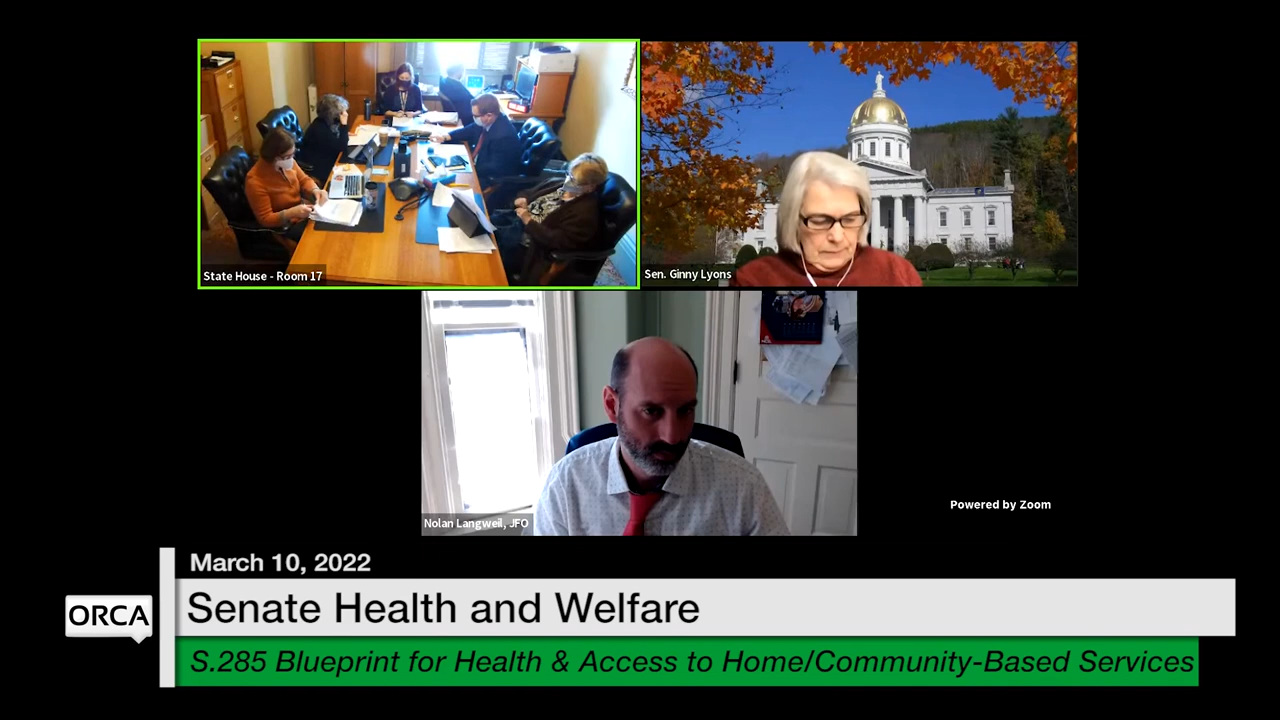 State House - Room 17
Sen. Ginny Lyons
Nolan Langweil, JFO
Powered by Zoom
March 10, 2022
ORCA
Senate Health and Welfare
S.285 Blueprint for Health & Access to Home/Community-Based Services